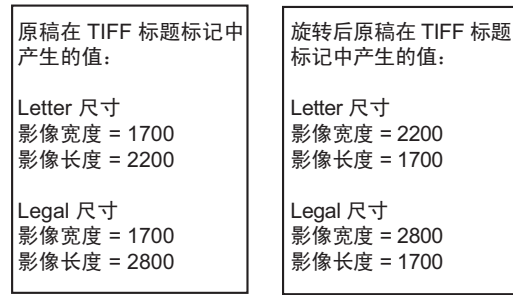 原稿在 TIFF 标题标记中
产生的值：
Letter 尺寸
影像宽度 = 1700
影像长度 = 2200
Legal 尺寸
影像宽度 = 1700
影像长度 = 2800
旋转后原稿在 TIFF 标题
标记中产生的值：
Letter 尺寸
影像宽度 = 2200
影像长度 = 1700
Legal 尺寸
影像宽度 = 2800
影像长度 = 1700